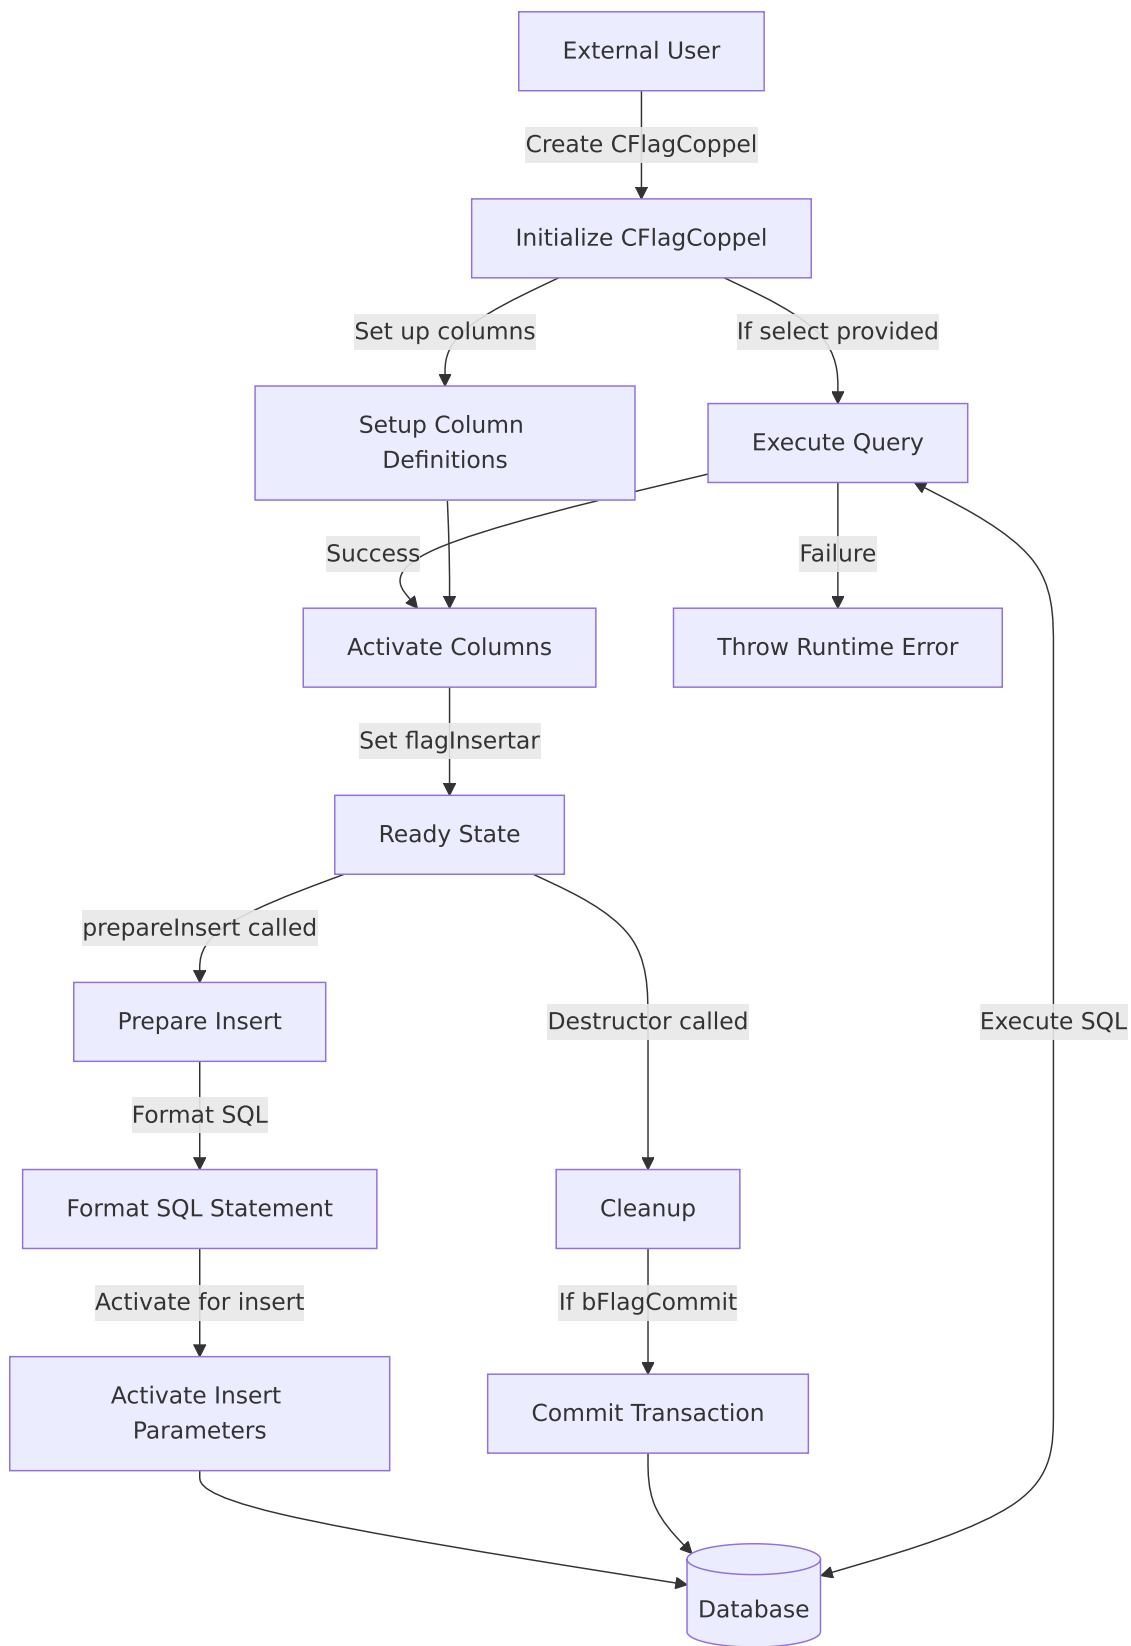 External User
Create CFlagCoppel
Initialize CFlagCoppel
Set up columns
If select provided
Setup Column
Definitions
Execute Query
Success
Failure
Activate Columns
Throw Runtime Error
Set flagInsertar
Ready State
prepareInsert called
Prepare Insert
Destructor called
Execute SQL
Format SQL
Format SQL Statement
Cleanup
Activate for insert
If bFlagCommit
Activate Insert
Parameters
Commit Transaction
Database